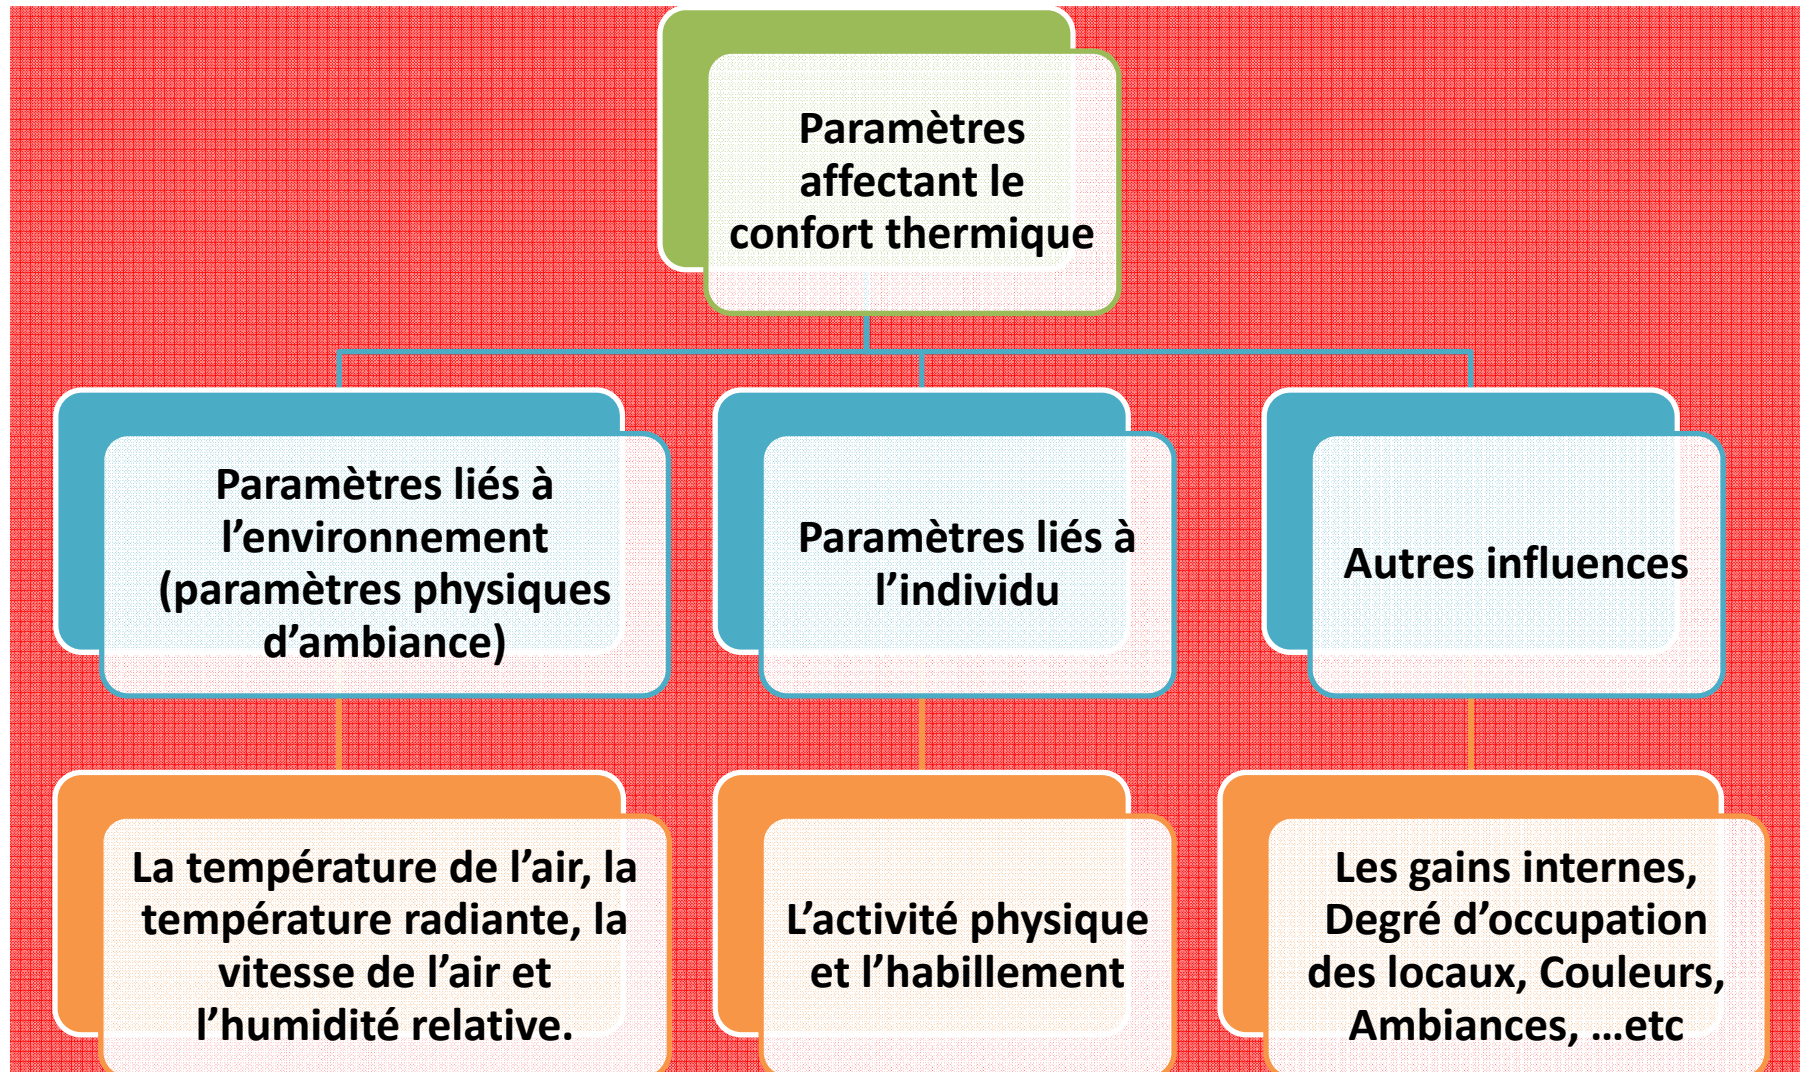 Paramètres
affectant le
confort thermique
Paramètres liés à
l’environnement
(paramètres physiques
d’ambiance)
Paramètres liés à
l’individu
Autres influences
La température de l’air, la
température radiante, la
vitesse de l’air et
l’humidité relative.
L’activité physique
et l’habillement
Les gains internes,
Degré d’occupation
des locaux, Couleurs,
Ambiances, ...etc